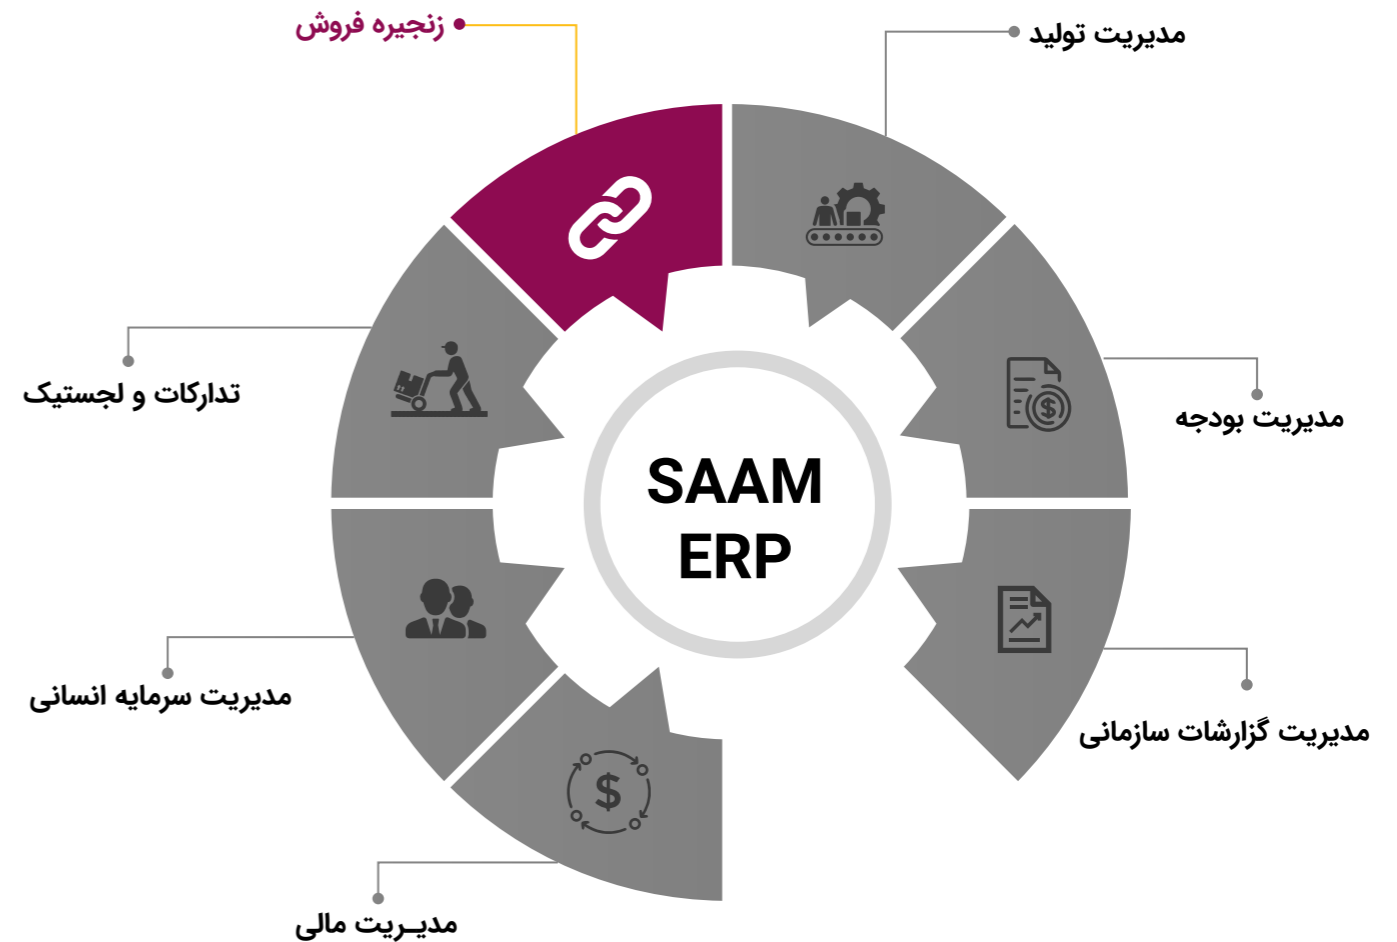 زنجیره فروش
مدیریت تولید
تدارکات و لجستیک
مدیریت بودجه
SAAM
ERP
مدیریت سرمایه انسانی
مدیریت گزارشات سازمانی
مدیـریت مالی